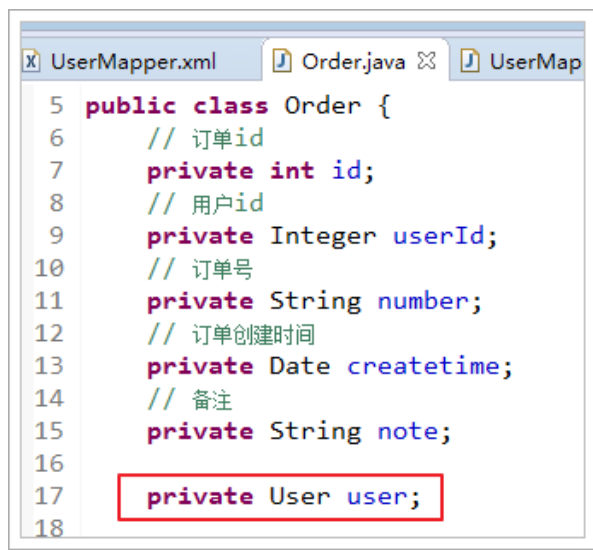 UserMapper.xml Order.java UserMap
5 public class Order {
6 // 订单id
7 private int id;
8 // 用户id
9 private Integer userId;
10 // 订单号
11 private String number;
12 // 订单创建时间
13 private Date createtime;
14 // 备注
15 private String note;
16
17 private User user;
18